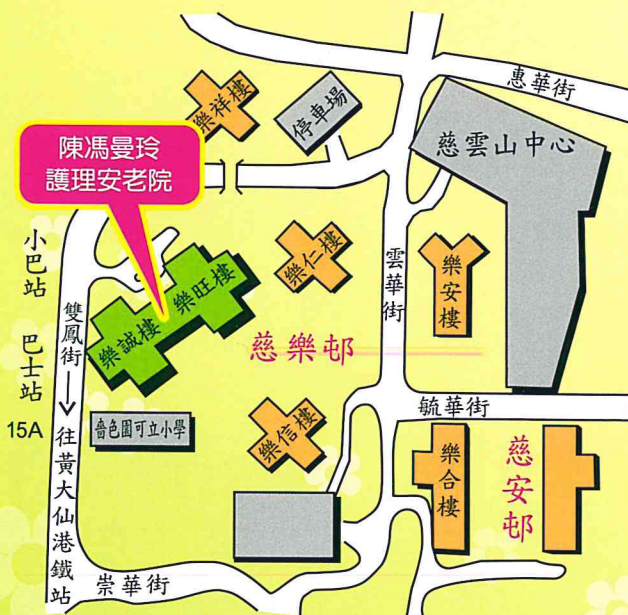 惠華街
樂祥樓
停車場
慈雲山中心
陳馮曼玲
護理安老院
小巴站
樂仁樓
樂安樓
雲華街
樂旺樓
樂誠樓
雙鳳街
慈樂邨
巴士站
15A
毓華街
嗇色園可立小學
樂信樓
樂合樓
慈安邨
往黃大仙港鐵站
崇華街